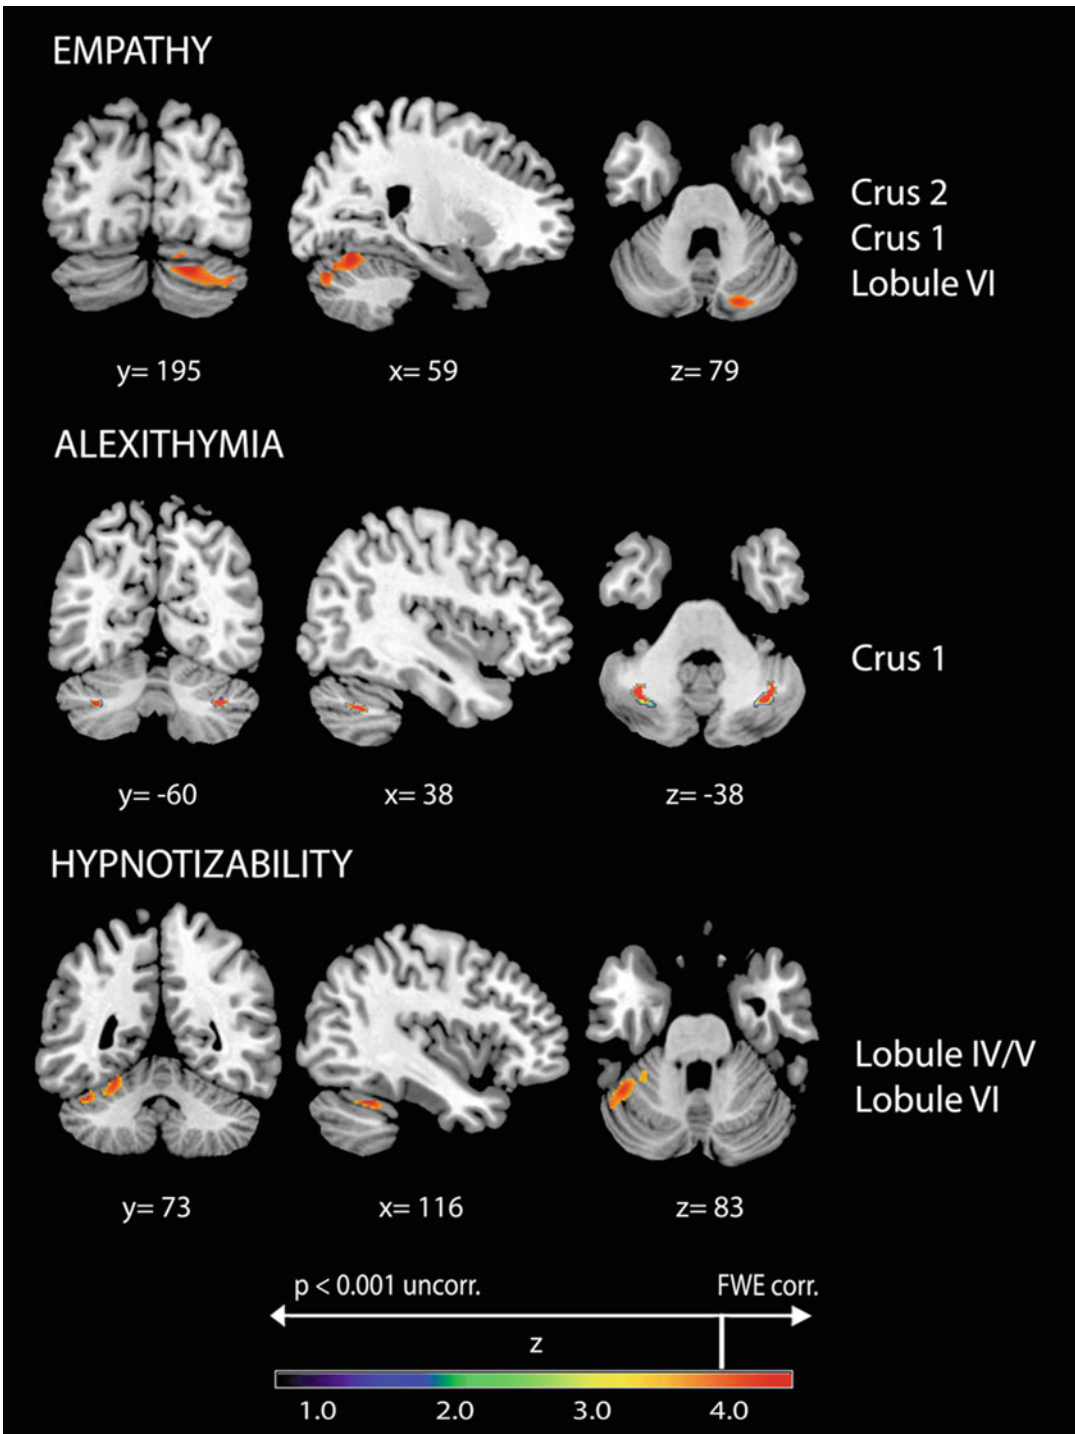 EMPATHY
Crus 2
Crus 1
Lobule VI
y= 195
x= 59
z= 79
ALEXITHYMIA
Crus 1
y= -60
x= 38
z= -38
HYPNOTIZABILITY
Lobule IV/V
Lobule VI
y= 73
x= 116
z= 83
p < 0.001 uncorr.
FWE corr.
z
1.0 2.0 3.0 4.0